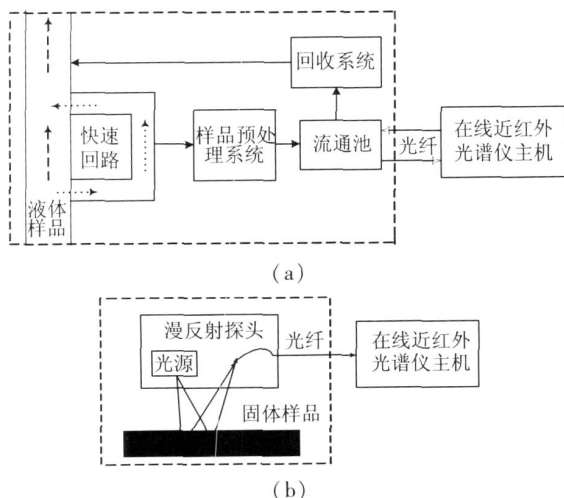 回收系统
快速
回路
样品预处
理系统
流通池
光纤
在线近红外
光谱仪主机
液体
样品
(a)
漫反射探头
光源
光纤
在线近红外
光谱仪主机
固体样品
(b)